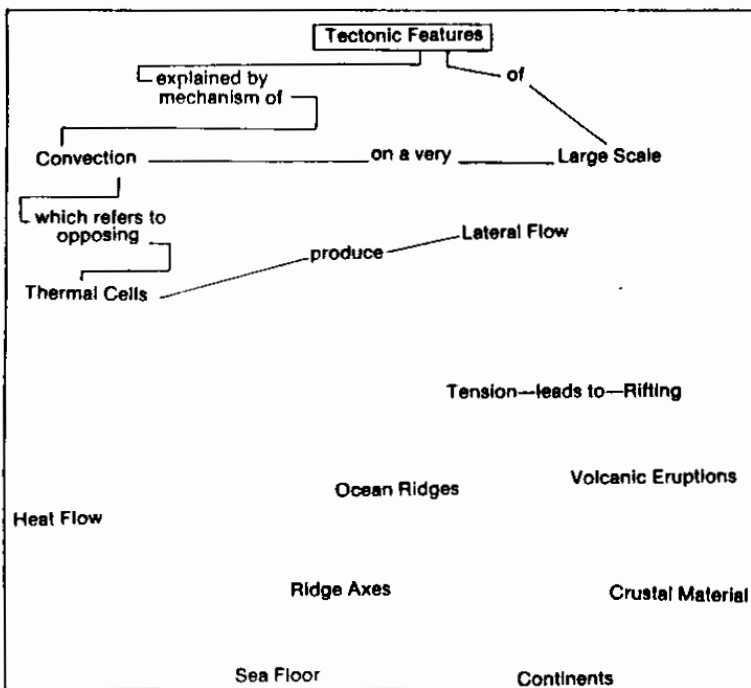 Tectonic Features
explained by
mechanism of
of
Convection
on a very
Large Scale
which refers to
opposing
Lateral Flow
produce
Thermal Cells
Tension—leads to—Rifting
Volcanic Eruptions
Ocean Ridges
Heat Flow
Ridge Axes
Crustal Material
Sea Floor
Continents